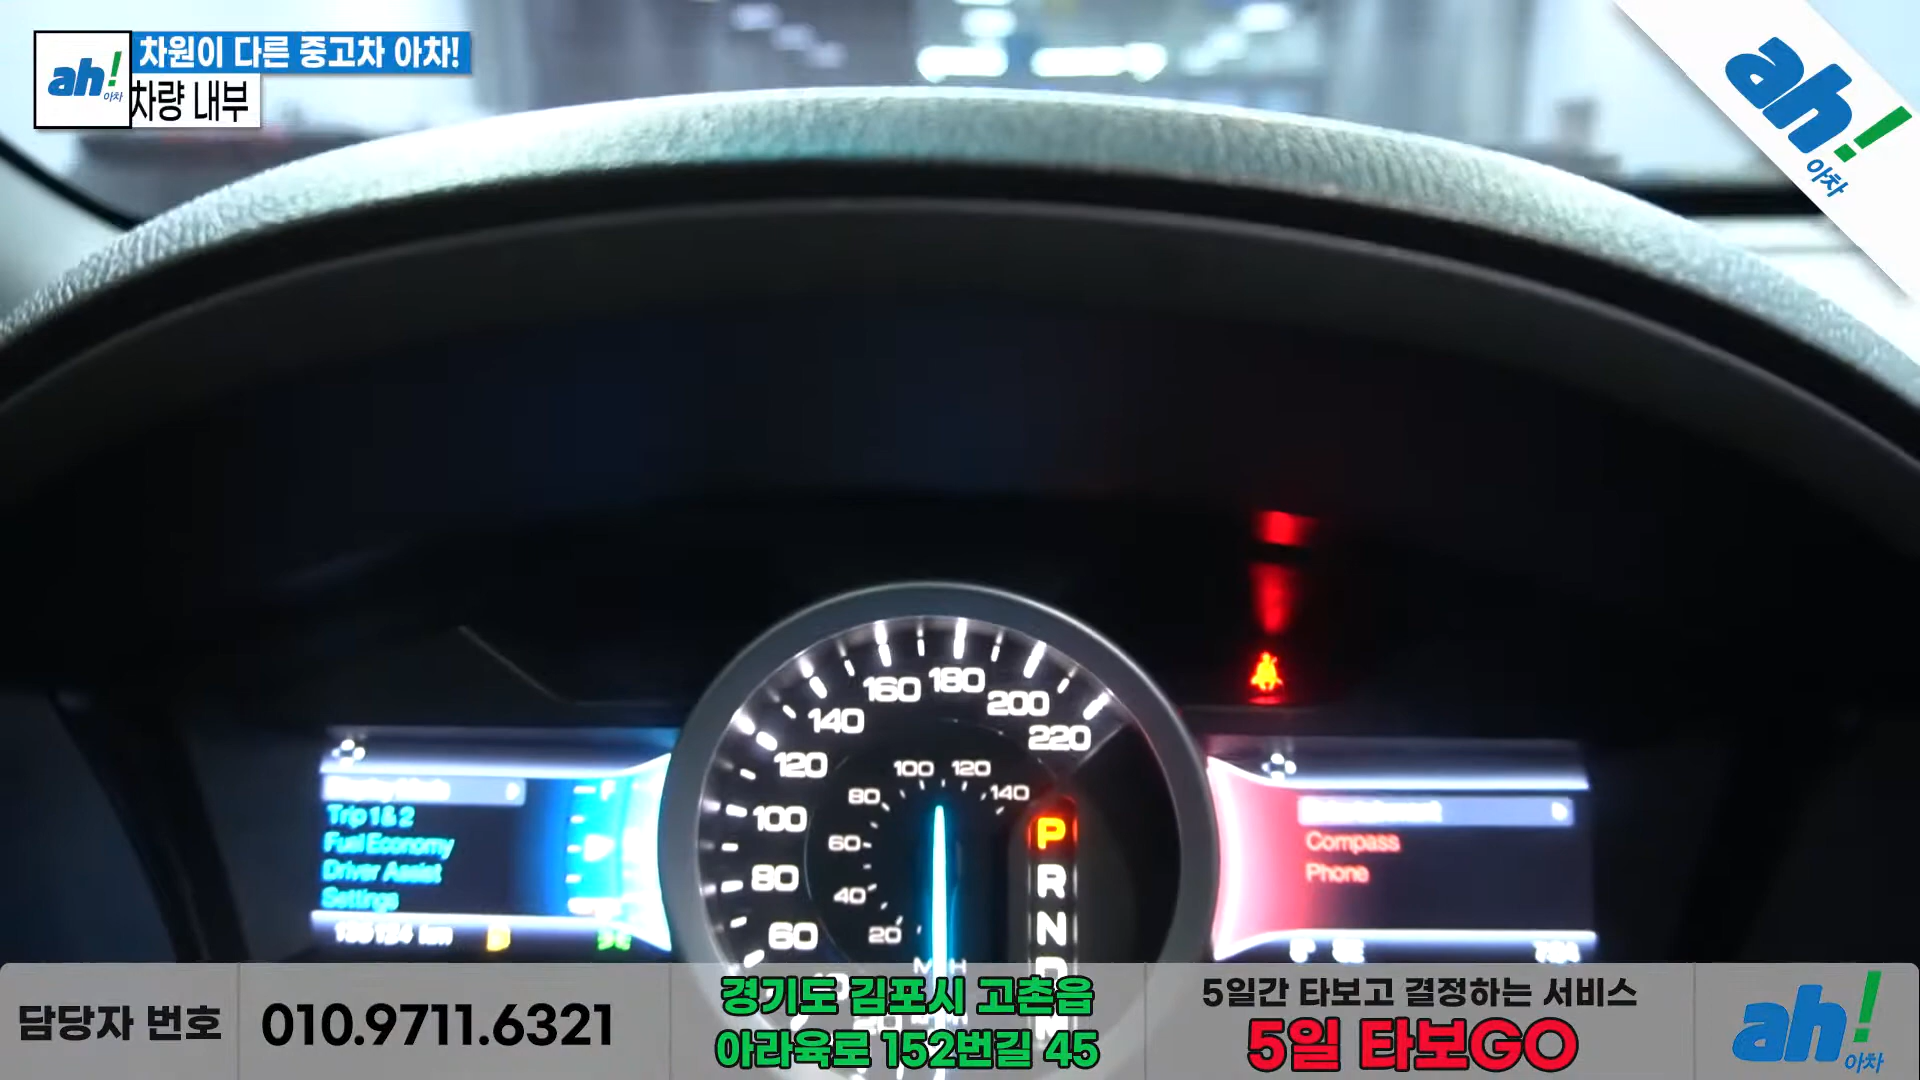 ah!
아차
차원이 다른 중고차 아차!
차량 내부
ah!
아차
160 180
200
140
220
120
100 120
80 140
100
60
P
80
R
40
N
60
20
D
MPH
Trip 1 & 2
Fuel Economy
Driver Assist
Settings
km
Compass
Phone
담당자 번호
010.9711.6321
경기도 김포시 고촌읍
아라육로 152번길 45
5일간 타보고 결정하는 서비스
5일 타보GO
ah!
아차